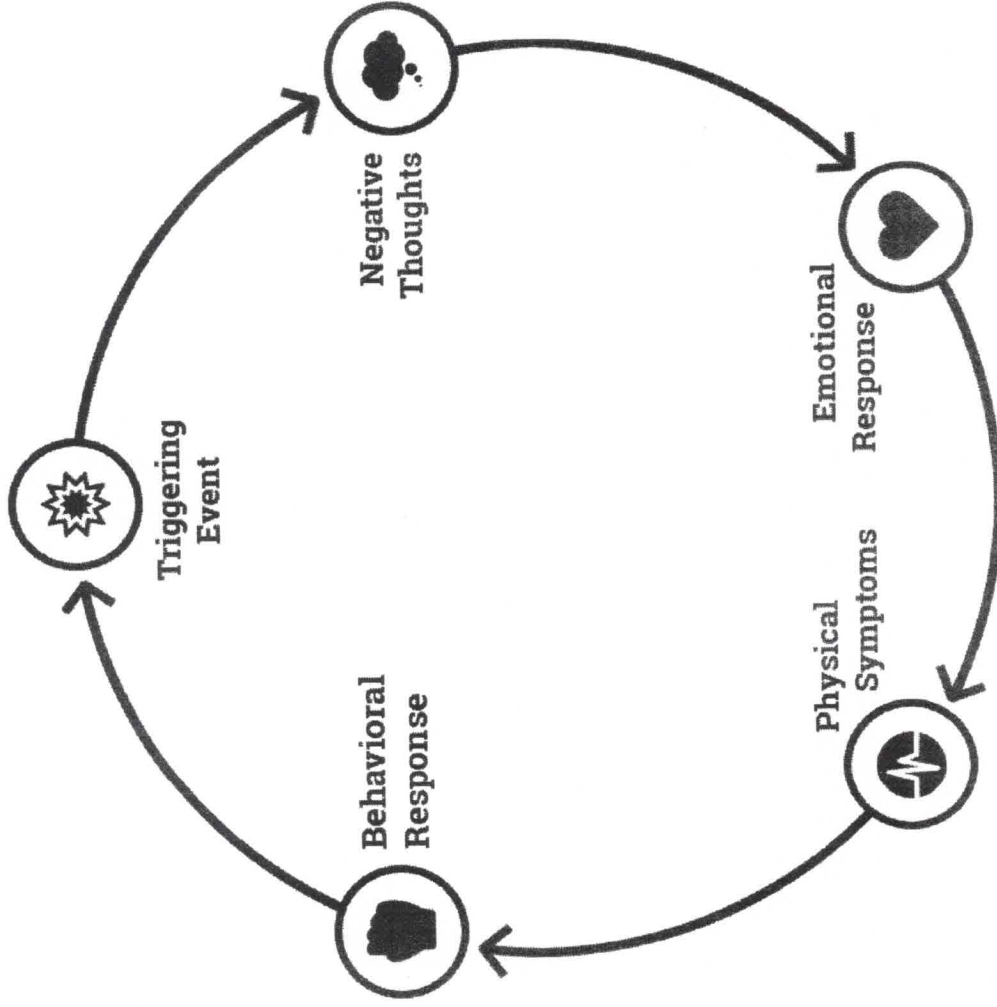 Triggering
Event
Negative
Thoughts
Emotional
Response
Physical
Symptoms
Behavioral
Response